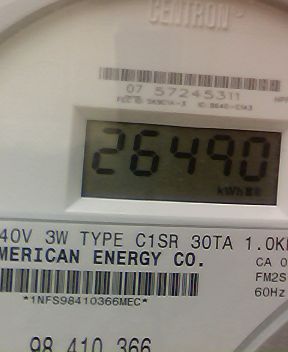 CENTRON
07 57245311
26490
kWh
40V 3W TYPE C1SR 30TA 1.0K
MERICAN ENERGY CO.
CA 0
FM2S
60Hz
*1NFS98410366MEC*
98 410 366